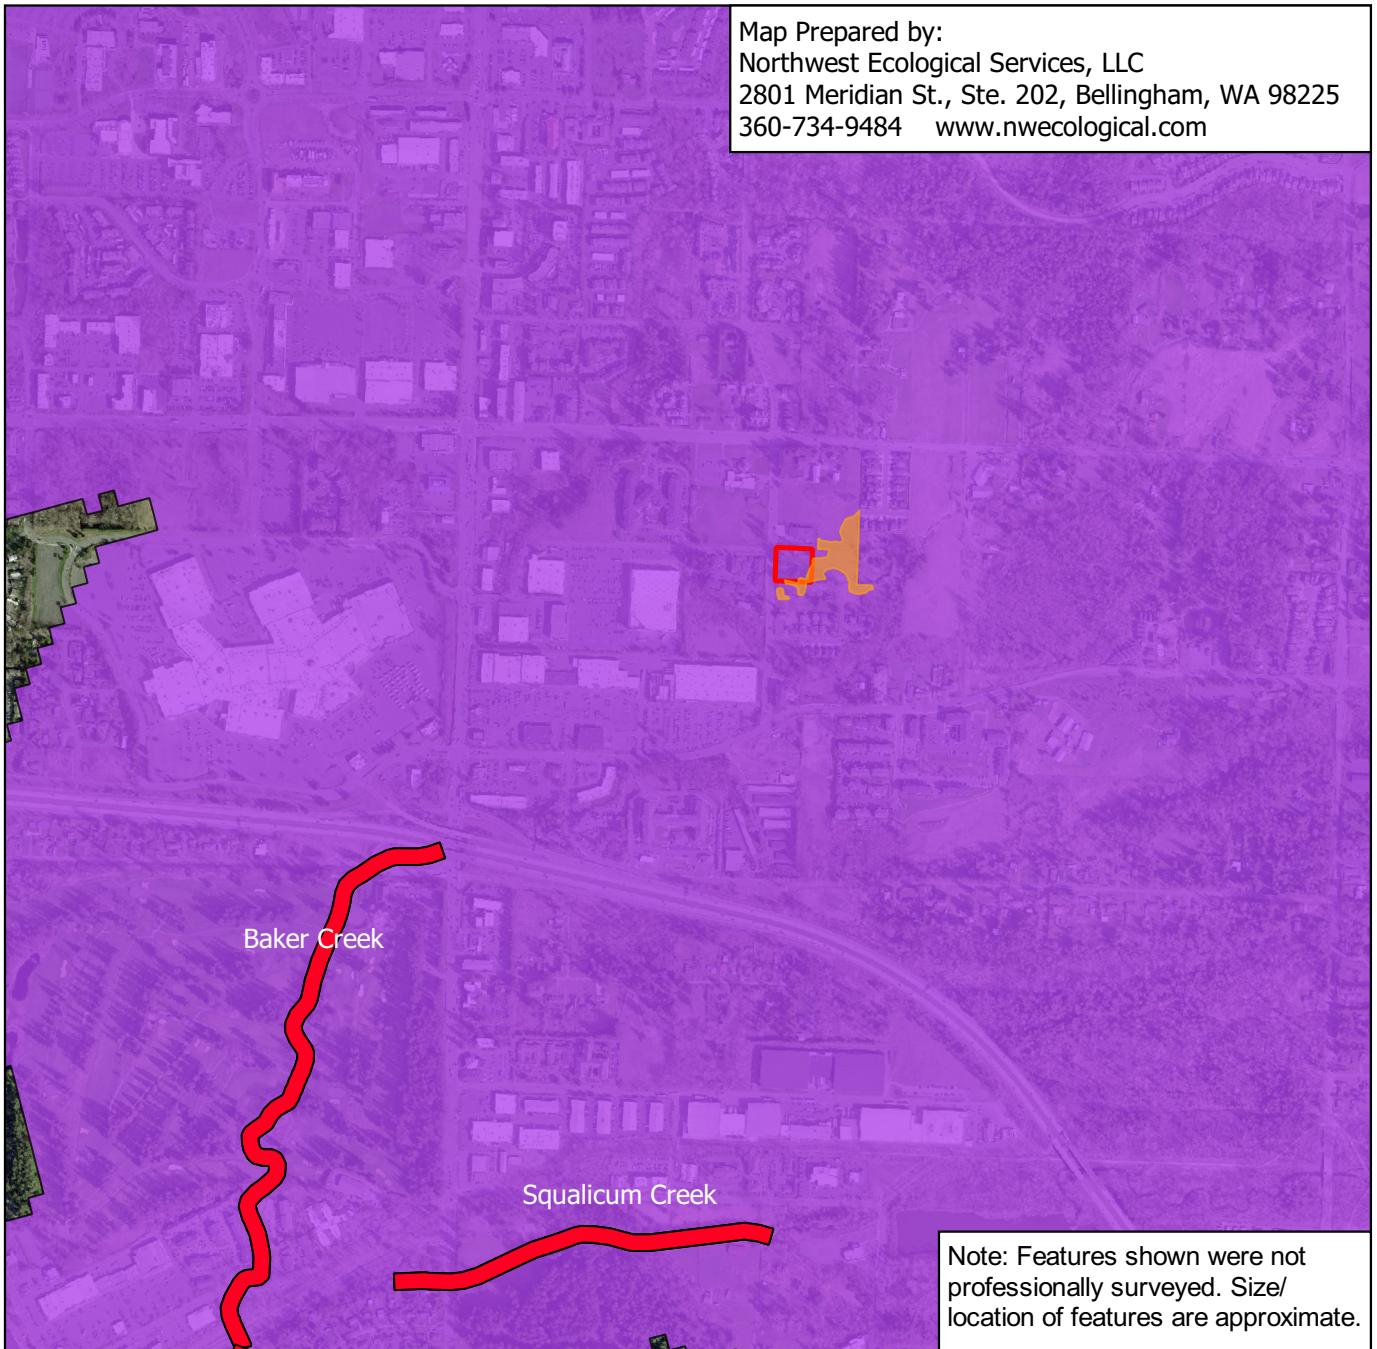 Map Prepared by:
Northwest Ecological Services, LLC
2801 Meridian St., Ste. 202, Bellingham, WA 98225
360-734-9484    www.nwecological.com
Baker Creek
Squalicum Creek
Note: Features shown were not
professionally surveyed. Size/
location of features are approximate.